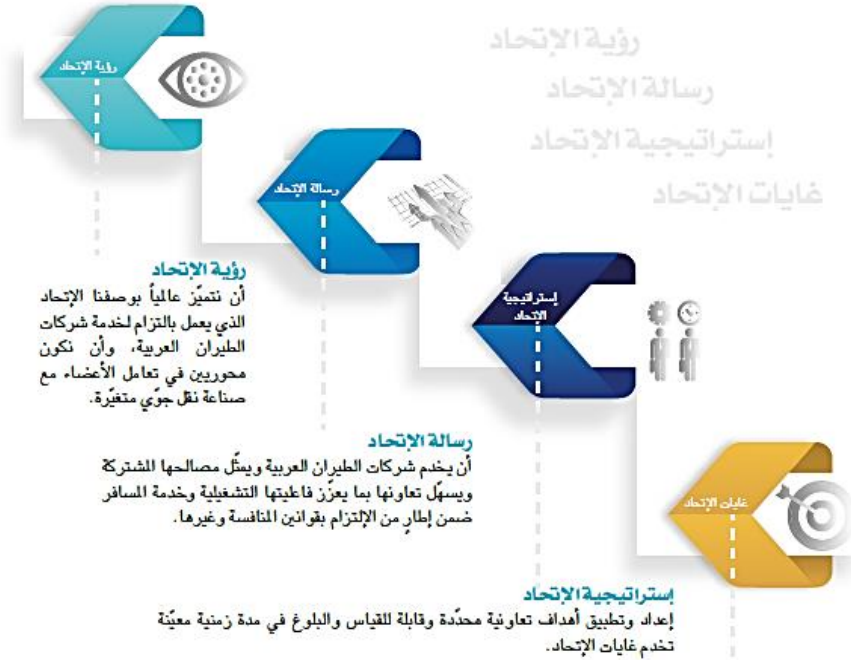 رؤية الإتحاد
رسالة الإتحاد
إستراتيجية الإتحاد
غايات الإتحاد
رؤية الإتحاد
رسالة الإتحاد
إستراتيجية
الإتحاد
غايات الإتحاد
رؤية الإتحاد
أن نتميّز عالمياً بوصفنا الإتحاد
الذي يعمل بالتزام لخدمة شركات
الطيران العربية، وأن نكون
محوريين في تعامل الأعضاء مع
صناعة نقل جوّي متغيّرة.
رسالة الإتحاد
أن يخدم شركات الطيران العربية ويمثّل مصالحها المشتركة
ويسهّل تعاونها بما يعزّز فاعليتها التشغيلية وخدمة المسافر
ضمن إطارٍ من الإلتزام بقوانين المنافسة وغيرها.
إستراتيجية الإتحاد
إعداد وتطبيق أهداف تعاونية محدّدة وقابلة للقياس والبلوغ في مدة زمنية معيّنة
تخدم غايات الإتحاد.